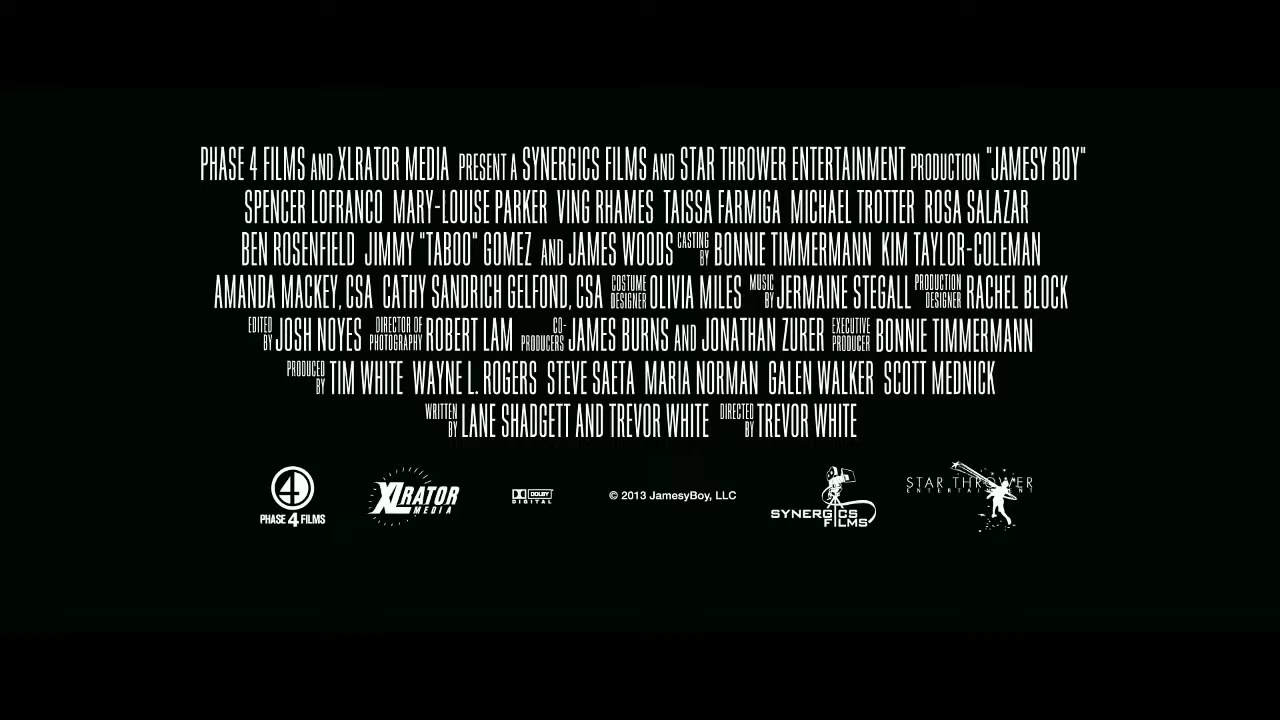 PHASE 4 FILMS AND XLRATOR MEDIA PRESENT A SYNERGICS FILMS AND STAR THROWER ENTERTAINMENT PRODUCTION "JAMESY BOY"
SPENCER LOFRANCO MARY-LOUISE PARKER VING RHAMES TAISSA FARMIGA MICHAEL TROTTER ROSA SALAZAR
BEN ROSENFIELD JIMMY "TABOO" GOMEZ AND JAMES WOODS CASTING BY BONNIE TIMMERMANN KIM TAYLOR-COLEMAN
AMANDA MACKEY, CSA CATHY SANDRICH GELFOND, CSA COSTUME DESIGNER OLIVIA MILES MUSIC BY JERMAINE STEGALL PRODUCTION DESIGNER RACHEL BLOCK
EDITED BY JOSH NOYES DIRECTOR OF PHOTOGRAPHY ROBERT LAM CO-PRODUCERS JAMES BURNS AND JONATHAN ZURER EXECUTIVE PRODUCER BONNIE TIMMERMANN
PRODUCED BY TIM WHITE WAYNE L. ROGERS STEVE SAETA MARIA NORMAN GALEN WALKER SCOTT MEDNICK
WRITTEN BY LANE SHADGETT AND TREVOR WHITE DIRECTED BY TREVOR WHITE
4
PHASE 4 FILMS
XLRATOR
MEDIA
DOLBY
DIGITAL
© 2013 JamesyBoy, LLC
SYNERGICS
FILMS
STAR THROWER
ENTERTAINMENT